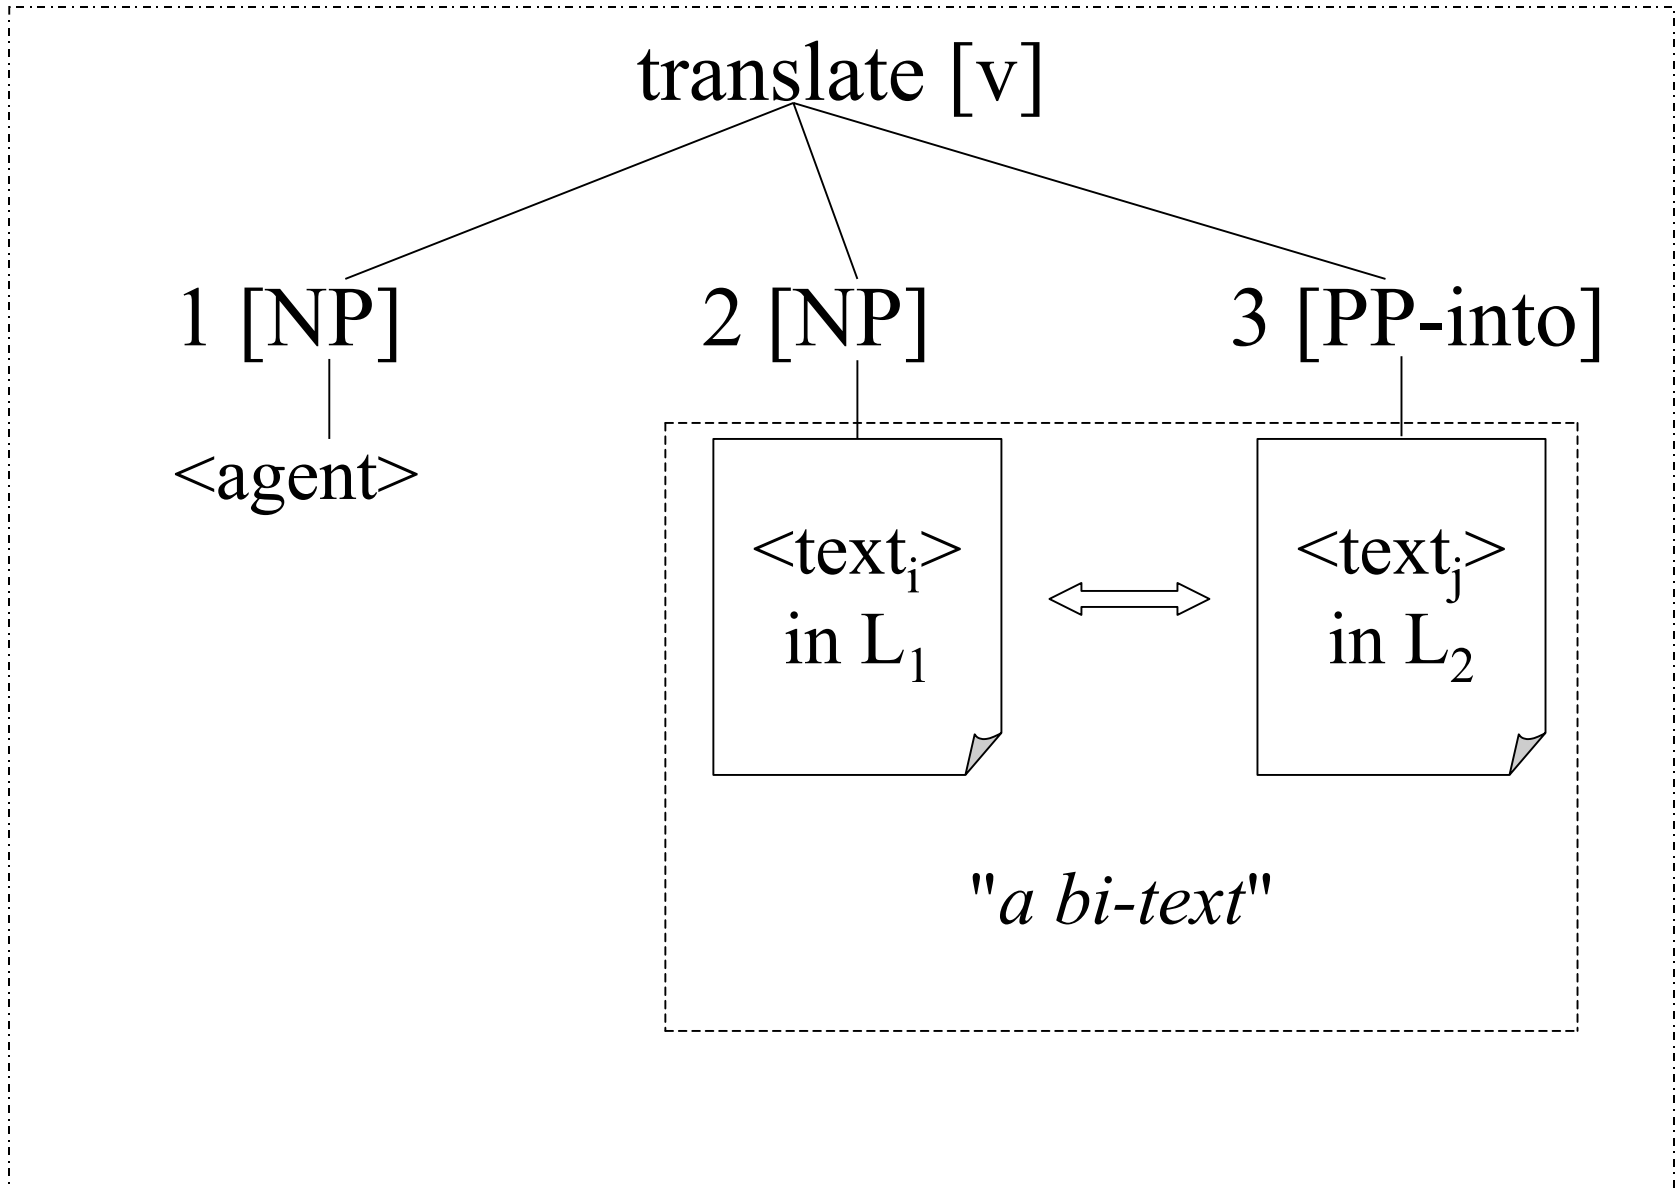 translate [v]
1 [NP]
2 [NP]
3 [PP-into]
<agent>
<textᵢ>
in L₁
<textⱼ>
in L₂
"a bi-text"